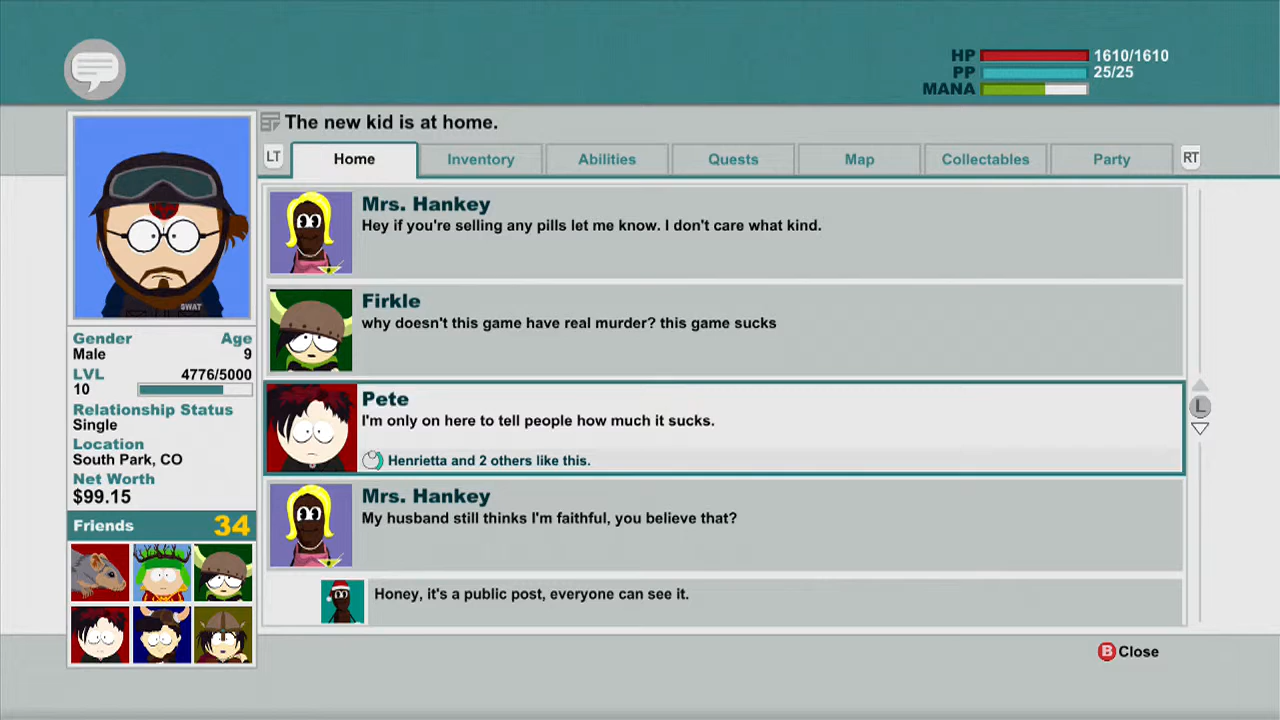 HP 1610/1610
PP 25/25
MANA
The new kid is at home.
LT Home Inventory Abilities Quests Map Collectables Party RT
SWAT
Gender Age
Male 9
LVL 4776/5000
10
Relationship Status
Single
Location
South Park, CO
Net Worth
$99.15
Friends 34
Mrs. Hankey
Hey if you're selling any pills let me know. I don't care what kind.
Firkle
why doesn't this game have real murder? this game sucks
Pete
I'm only on here to tell people how much it sucks.
Henrietta and 2 others like this.
Mrs. Hankey
My husband still thinks I'm faithful, you believe that?
Honey, it's a public post, everyone can see it.
L
B Close